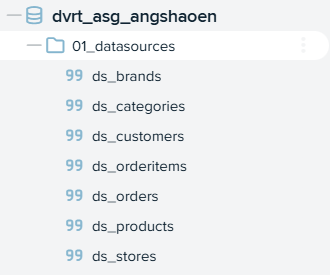 dvrt_asg_angshaoen
01_datasources
ds_brands
ds_categories
ds_customers
ds_orderitems
ds_orders
ds_products
ds_stores